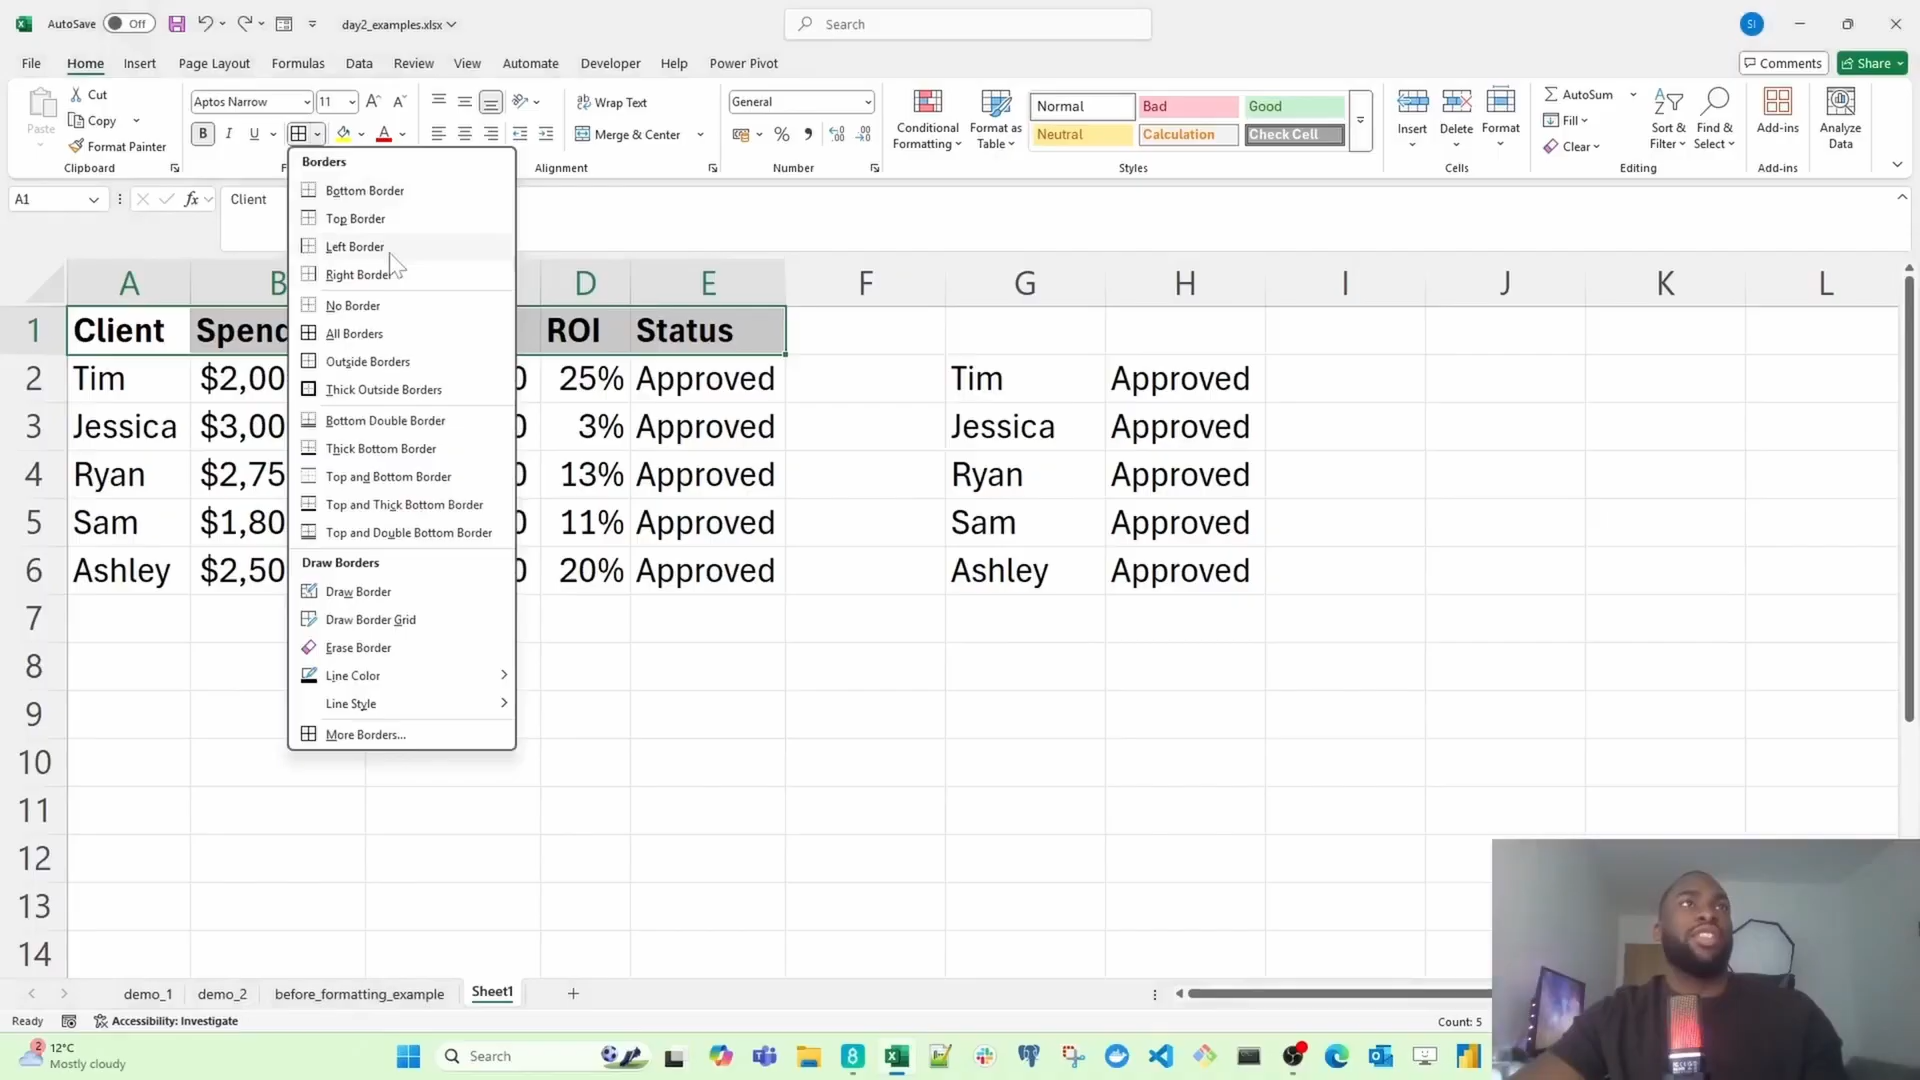 AutoSave Off day2_examples.xlsx Search SI
File Home Insert Page Layout Formulas Data Review View Automate Developer Help Power Pivot Comments Share
Paste Cut Copy Format Painter
Clipboard
Aptos Narrow 11
B I U A
Wrap Text
Merge & Center
Alignment
General
Number
Conditional Formatting
Format as Table
Normal Bad Good
Neutral Calculation Check Cell
Styles
Insert Delete Format
Cells
AutoSum
Fill
Clear
Sort & Filter
Find & Select
Editing
Add-ins
Add-ins
Analyze Data
A1 fx Client
Borders
Bottom Border
Top Border
Left Border
Right Border
No Border
All Borders
Outside Borders
Thick Outside Borders
Bottom Double Border
Thick Bottom Border
Top and Bottom Border
Top and Thick Bottom Border
Top and Double Bottom Border
Draw Borders
Draw Border
Draw Border Grid
Erase Border
Line Color
Line Style
More Borders...
A B D E F G H I J K L
1 Client Spend ROI Status
2 Tim $2,00 0 25% Approved Tim Approved
3 Jessica $3,00 0 3% Approved Jessica Approved
4 Ryan $2,75 0 13% Approved Ryan Approved
5 Sam $1,80 0 11% Approved Sam Approved
6 Ashley $2,50 0 20% Approved Ashley Approved
7
8
9
10
11
12
13
14
demo_1 demo_2 before_formatting_example Sheet1
Ready Accessibility: Investigate Count: 5
2 12°C
Mostly cloudy
Search
8